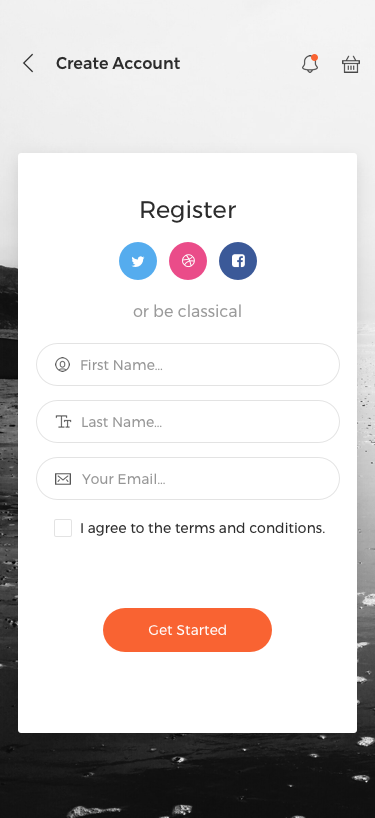 Create Account
Register
or be classical
First Name...
Last Name...
Your Email...
I agree to the terms and conditions.
Get Started